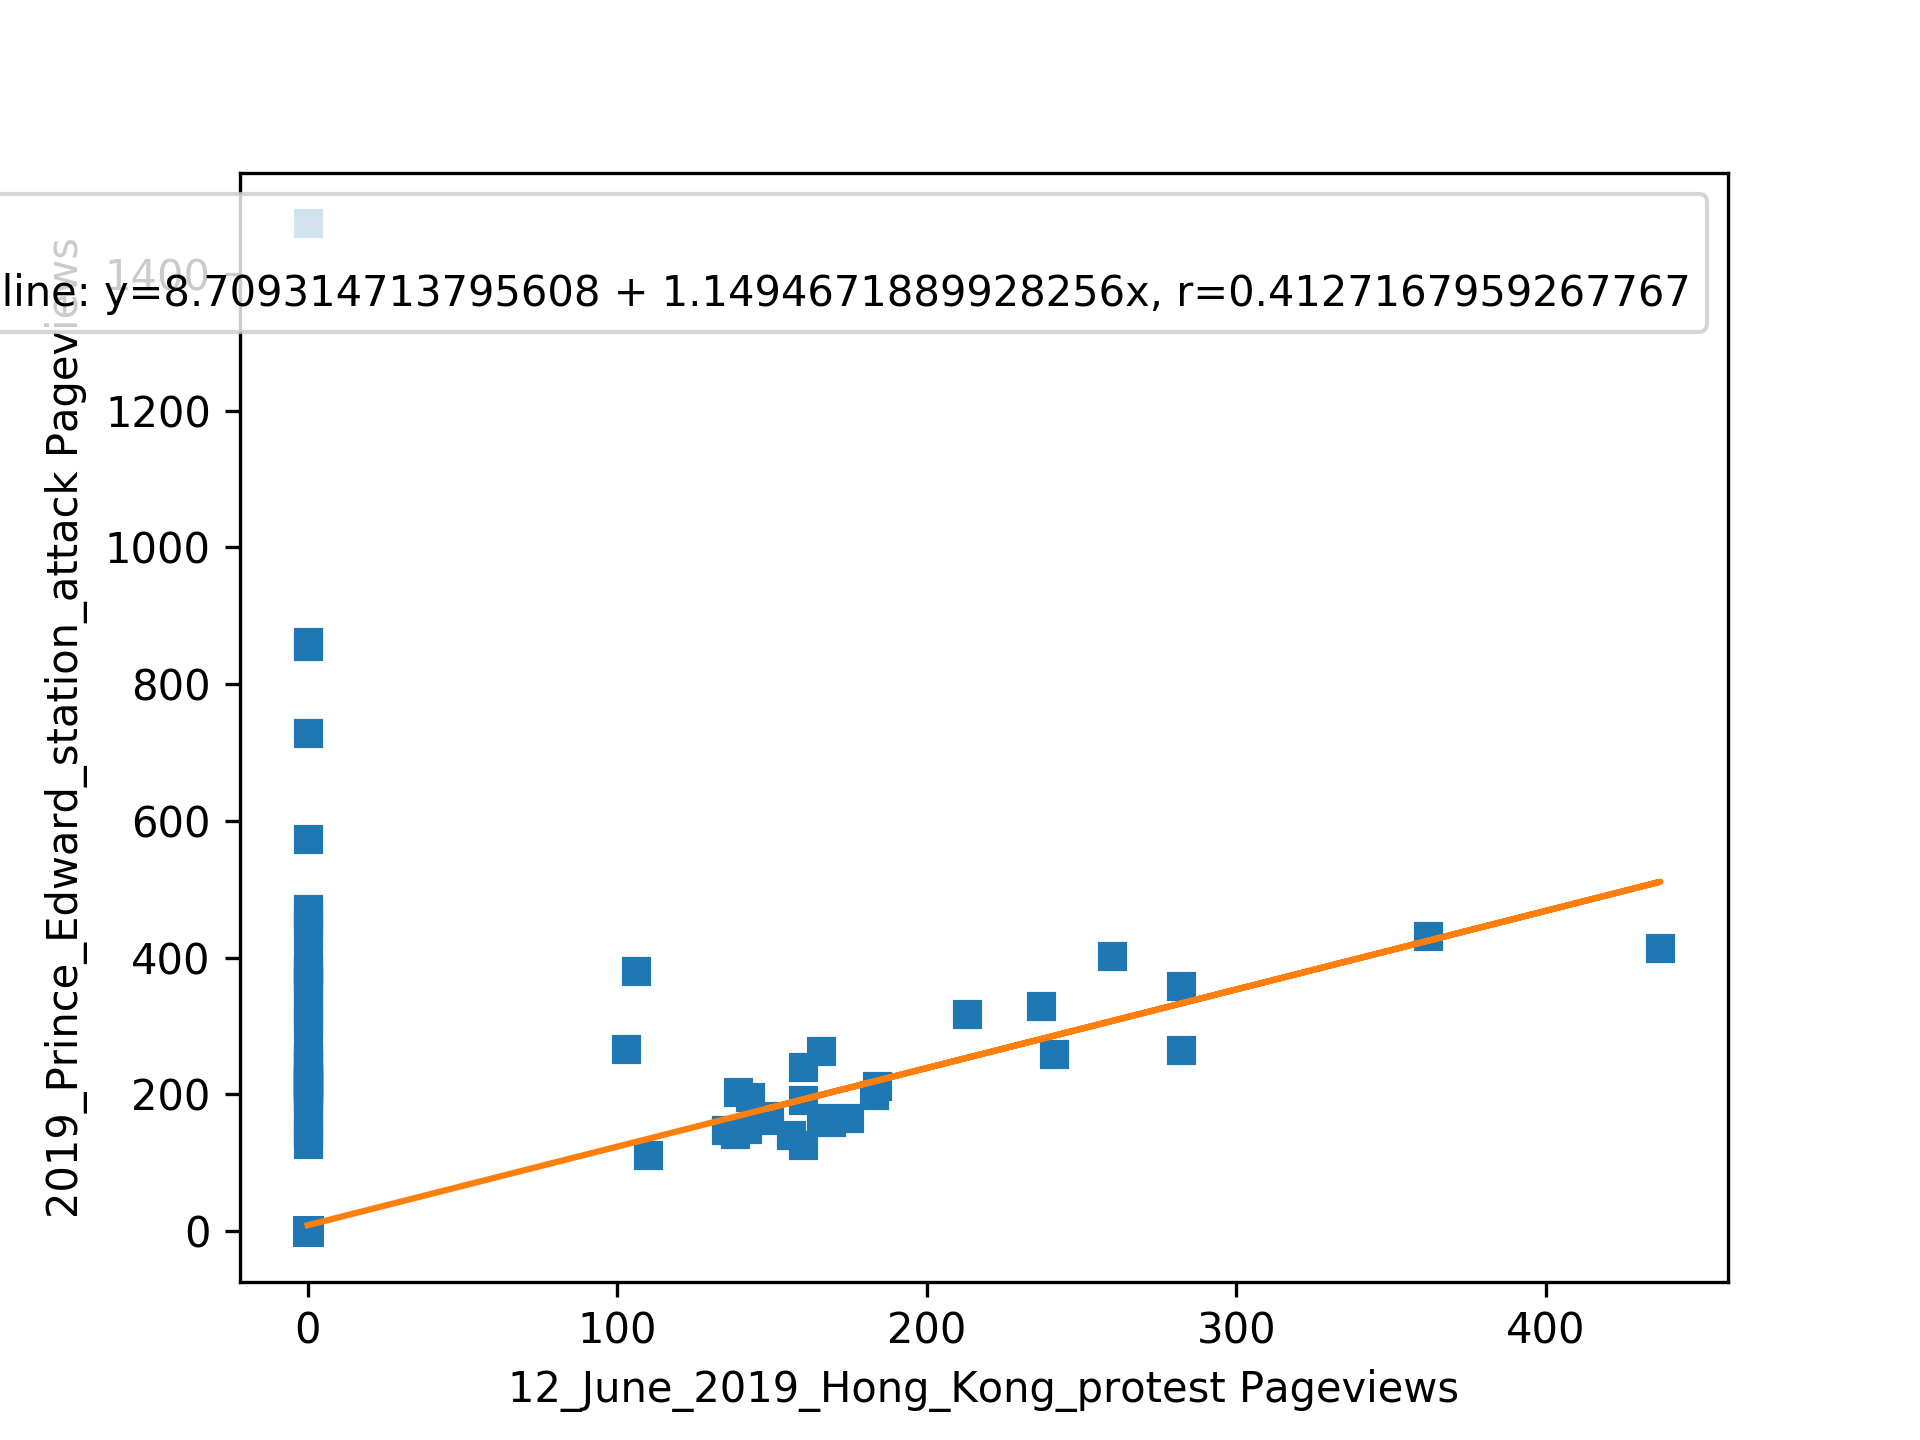 line: y=8.709314713795608 + 1.1494671889928256x, r=0.4127167959267767
2019_Prince_Edward_station_attack Pageviews
1400
1200
1000
800
600
400
200
0
0 100 200 300 400
12_June_2019_Hong_Kong_protest Pageviews